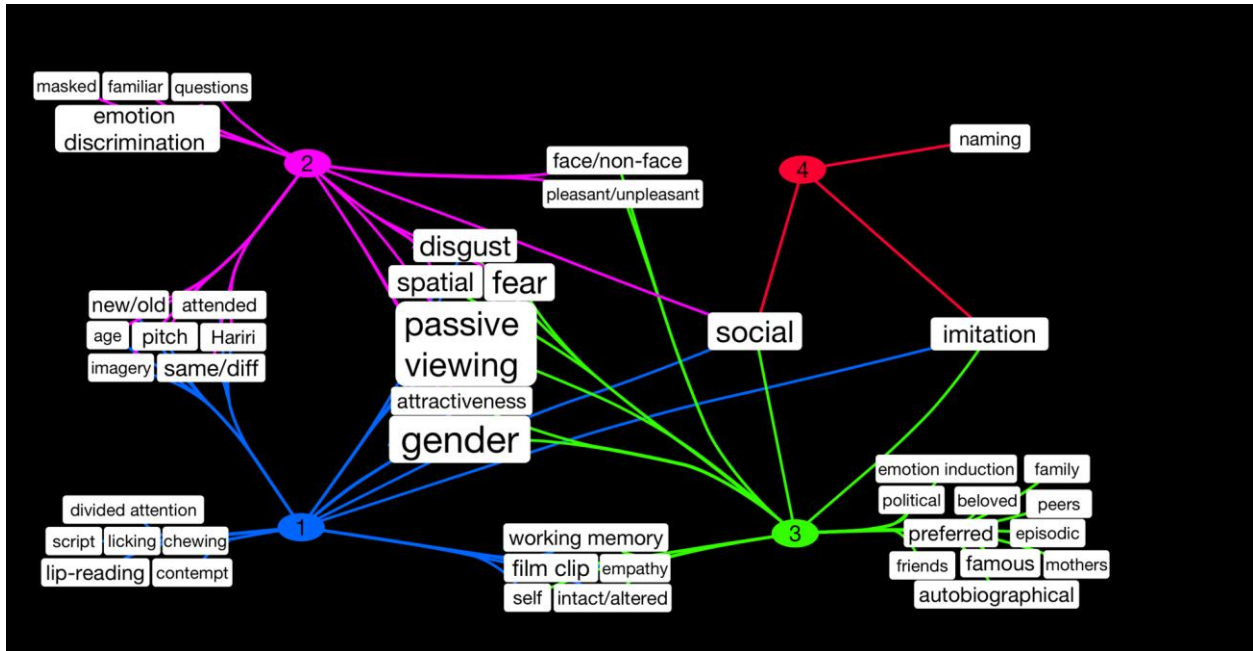 masked familiar questions
emotion
discrimination
2
face/non-face
pleasant/unpleasant
4
naming
disgust
spatial fear
passive
viewing
attractiveness
gender
new/old attended
age pitch Hariri
imagery same/diff
social
imitation
divided attention
script licking chewing
lip-reading contempt
1
working memory
film clip empathy
self intact/altered
3
emotion induction family
political beloved peers
preferred episodic
friends famous mothers
autobiographical